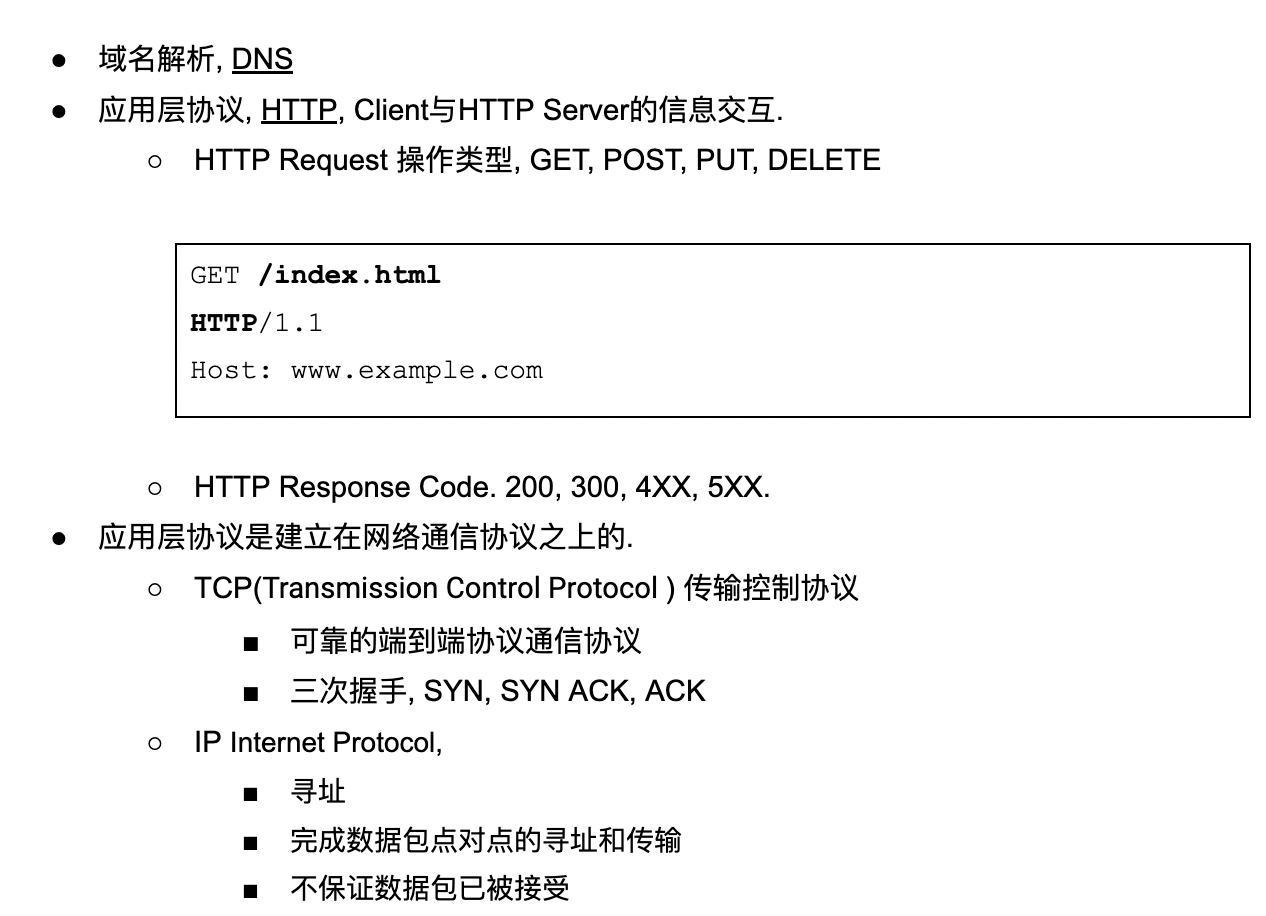 域名解析, DNS
应用层协议, HTTP, Client与HTTP Server的信息交互.
HTTP Request 操作类型, GET, POST, PUT, DELETE
GET /index.html
HTTP/1.1
Host: www.example.com
HTTP Response Code. 200, 300, 4XX, 5XX.
应用层协议是建立在网络通信协议之上的.
TCP(Transmission Control Protocol ) 传输控制协议
可靠的端到端协议通信协议
三次握手, SYN, SYN ACK, ACK
IP Internet Protocol,
寻址
完成数据包点对点的寻址和传输
不保证数据包已被接受